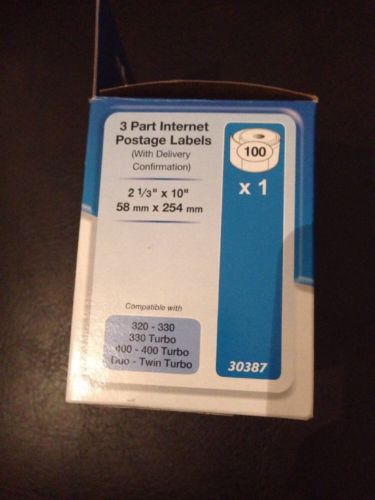 3 Part Internet
Postage Labels
(With Delivery
Confirmation)
2 1/3" x 10"
58 mm x 254 mm
100
x 1
Compatible with
320 - 330
330 Turbo
400 - 400 Turbo
Duo - Twin Turbo
30387